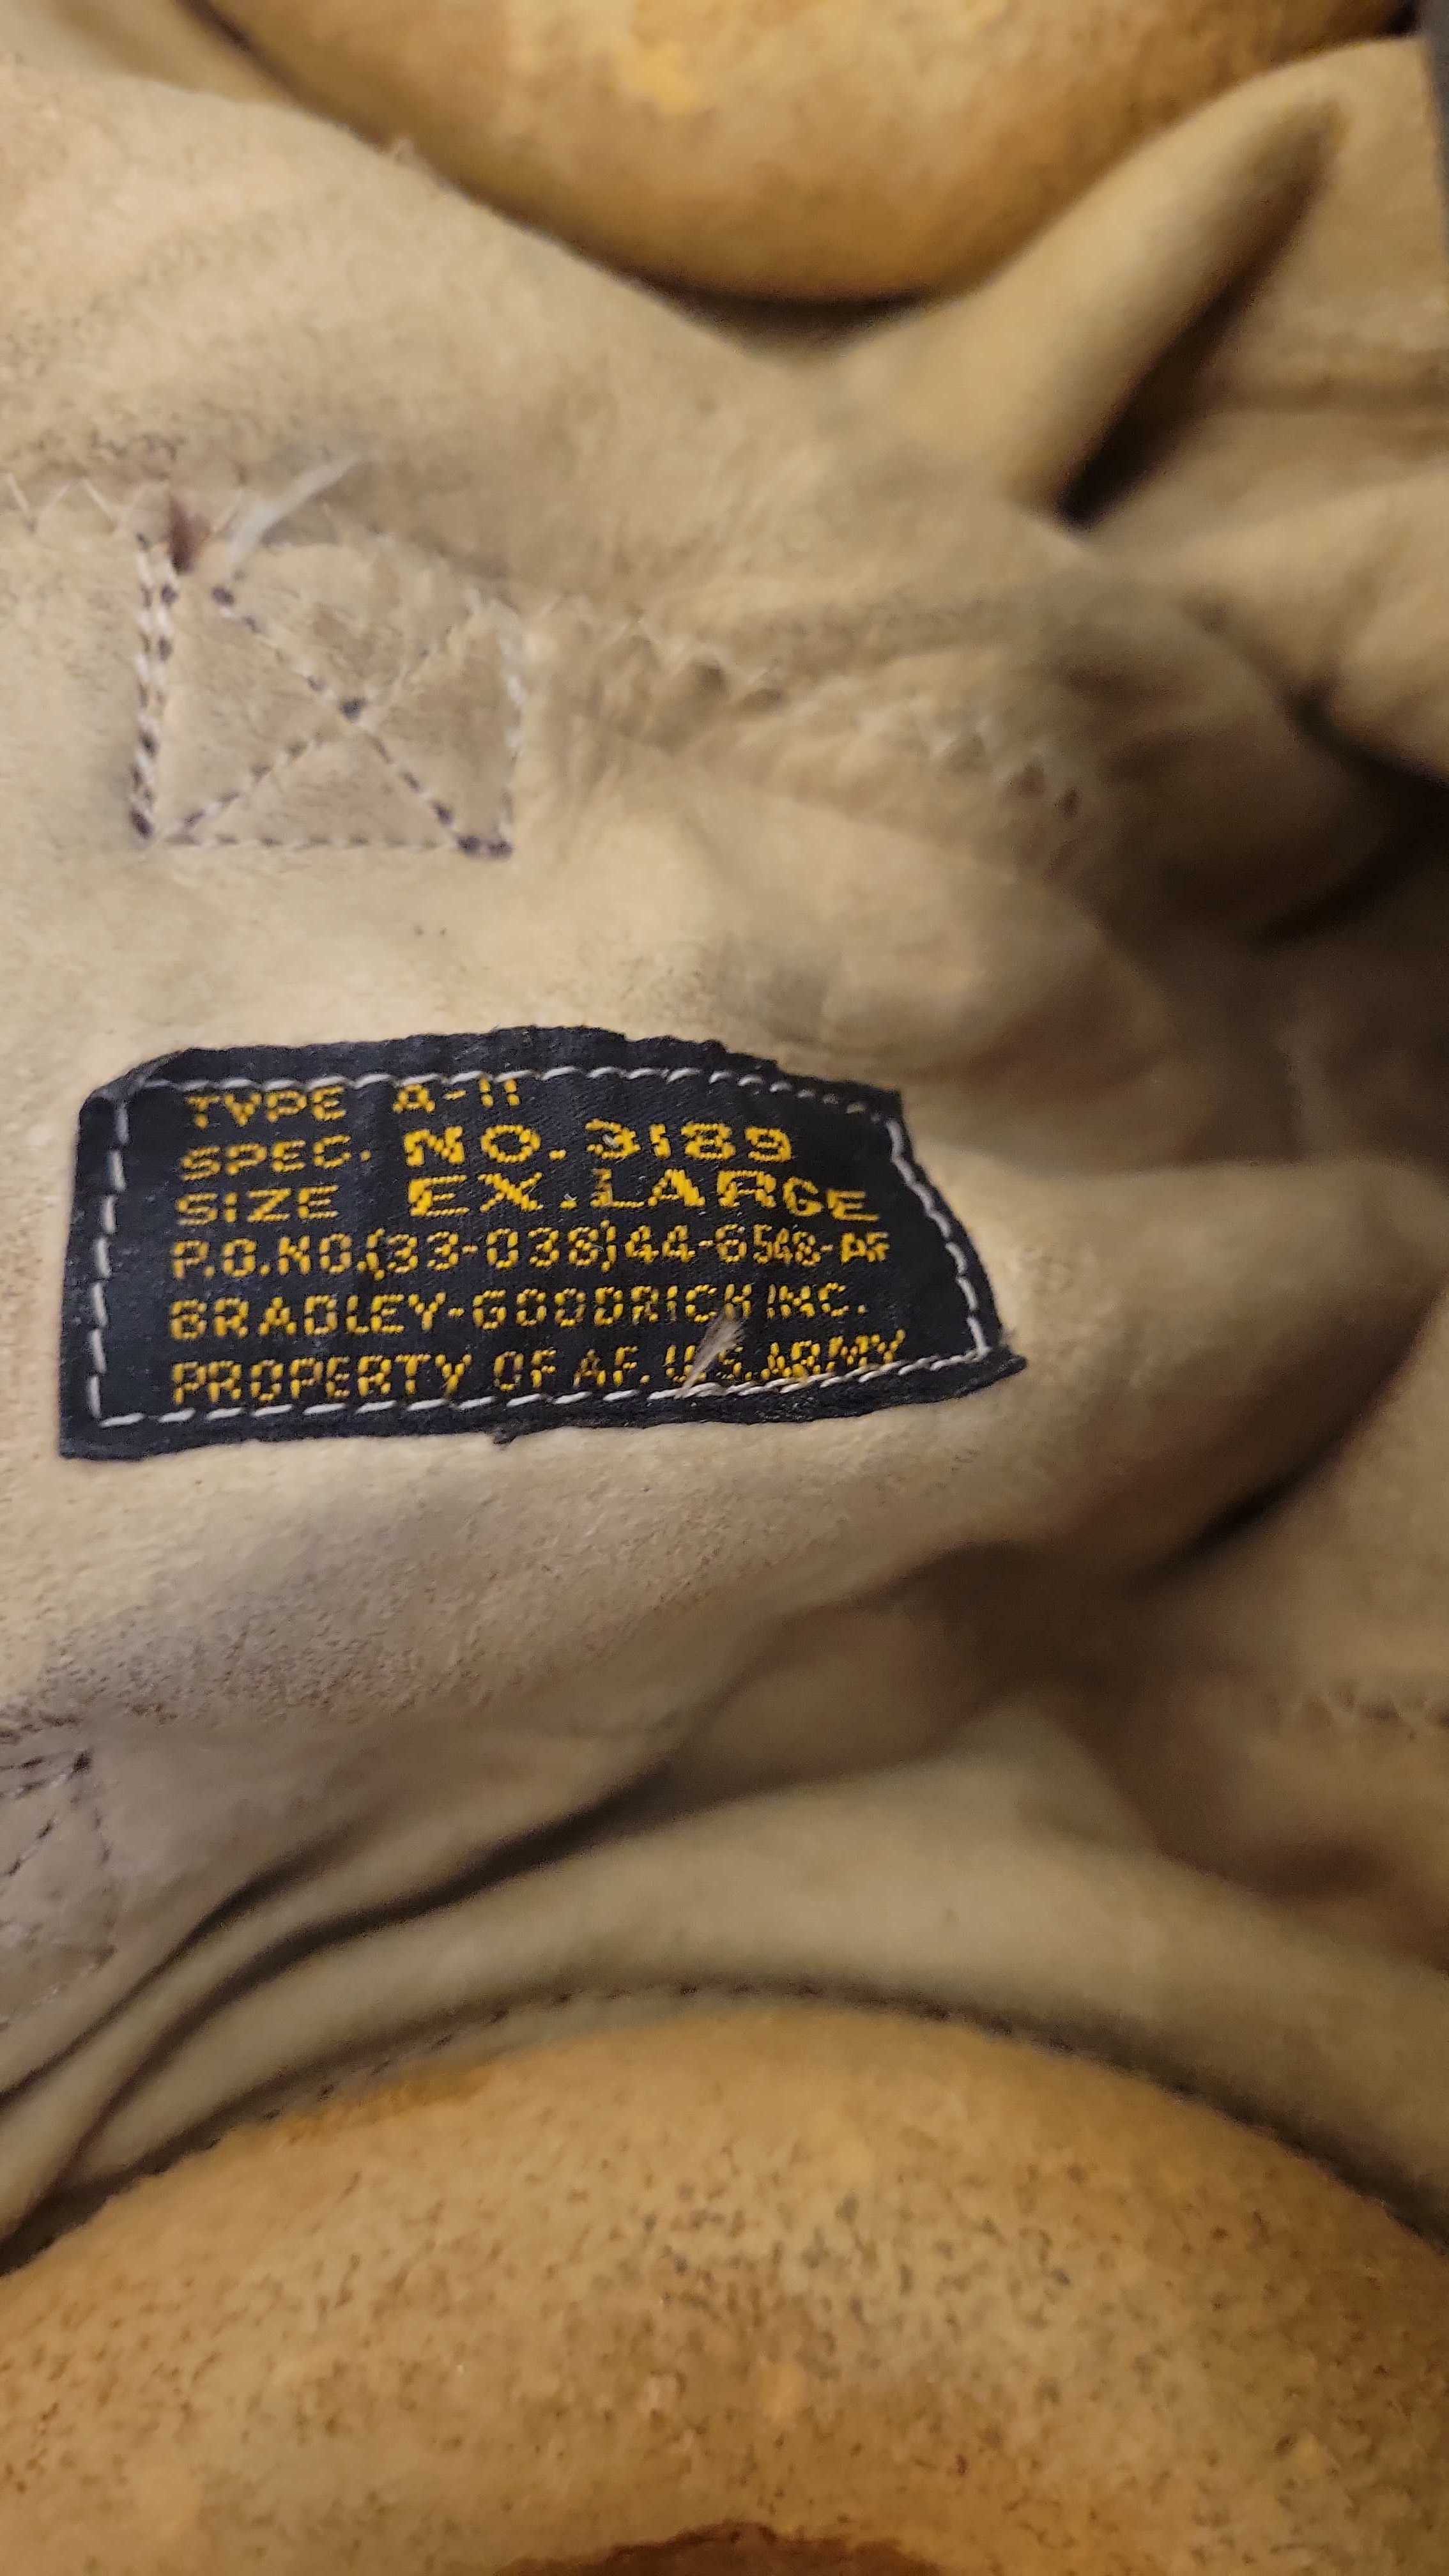 TYPE A-11
SPEC. NO. 3189
SIZE EX. LARGE
P.O.NO.(33-038)44-6548-AF
BRADLEY-GOODRICH INC.
PROPERTY OF AF. U.S. ARMY